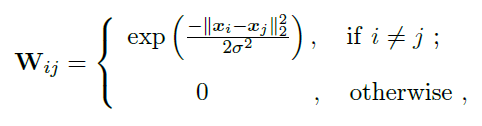 W_{ij} = { exp ( −‖x_i−x_j‖_2^2 / 2σ^2 ) , if i ≠ j ;
0 , otherwise ,